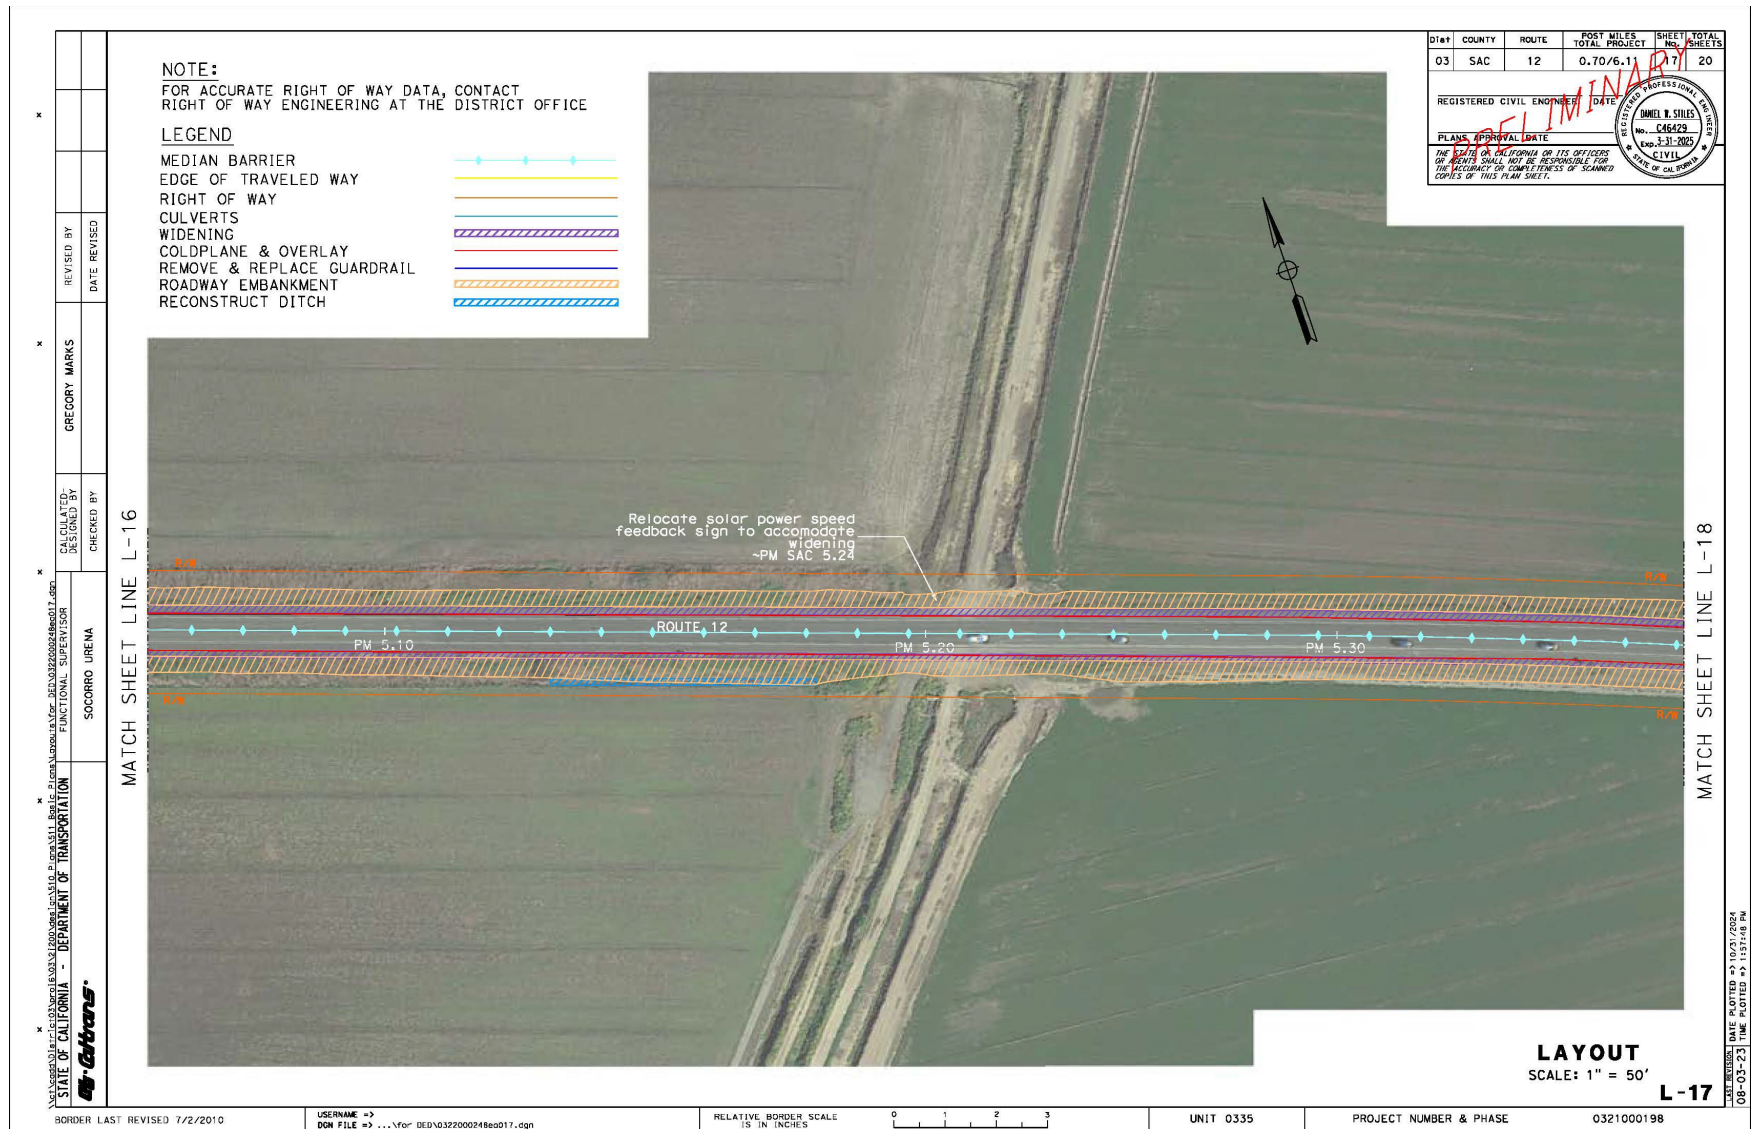 NOTE:
FOR ACCURATE RIGHT OF WAY DATA, CONTACT
RIGHT OF WAY ENGINEERING AT THE DISTRICT OFFICE
LEGEND
MEDIAN BARRIER
EDGE OF TRAVELED WAY
RIGHT OF WAY
CULVERTS
WIDENING
COLDPLANE & OVERLAY
REMOVE & REPLACE GUARDRAIL
ROADWAY EMBANKMENT
RECONSTRUCT DITCH
Dist COUNTY ROUTE POST MILES TOTAL PROJECT SHEET No. TOTAL SHEETS
03 SAC 12 0.70/6.11 17 20
PRELIMINARY
REGISTERED CIVIL ENGINEER DATE
PLANS APPROVAL DATE
THE STATE OF CALIFORNIA OR ITS OFFICERS
OR AGENTS SHALL NOT BE RESPONSIBLE FOR
THE ACCURACY OR COMPLETENESS OF SCANNED
COPIES OF THIS PLAN SHEET.
REGISTERED PROFESSIONAL ENGINEER
DANIEL W. STILES
No. C46429
Exp. 3-31-2025
CIVIL
STATE OF CALIFORNIA
REVISED BY
DATE REVISED
GREGORY MARKS
CALCULATED-
DESIGNED BY
CHECKED BY
FUNCTIONAL SUPERVISOR
SOCORRO URENA
STATE OF CALIFORNIA - DEPARTMENT OF TRANSPORTATION
Caltrans
MATCH SHEET LINE L-16
Relocate solar power speed
feedback sign to accomodate
widening
~PM SAC 5.24
R/W
R/W
ROUTE 12
PM 5.10
PM 5.20
PM 5.30
R/W
R/W
MATCH SHEET LINE L-18
LAYOUT
SCALE: 1" = 50'
L-17
LAST REVISION
08-03-23
DATE PLOTTED => 10/31/2024
TIME PLOTTED => 1:57:48 PM
BORDER LAST REVISED 7/2/2010
USERNAME =>
DGN FILE => ...\for DED\0322000248ea017.dgn
RELATIVE BORDER SCALE
IS IN INCHES
0 1 2 3
UNIT 0335
PROJECT NUMBER & PHASE
0321000198